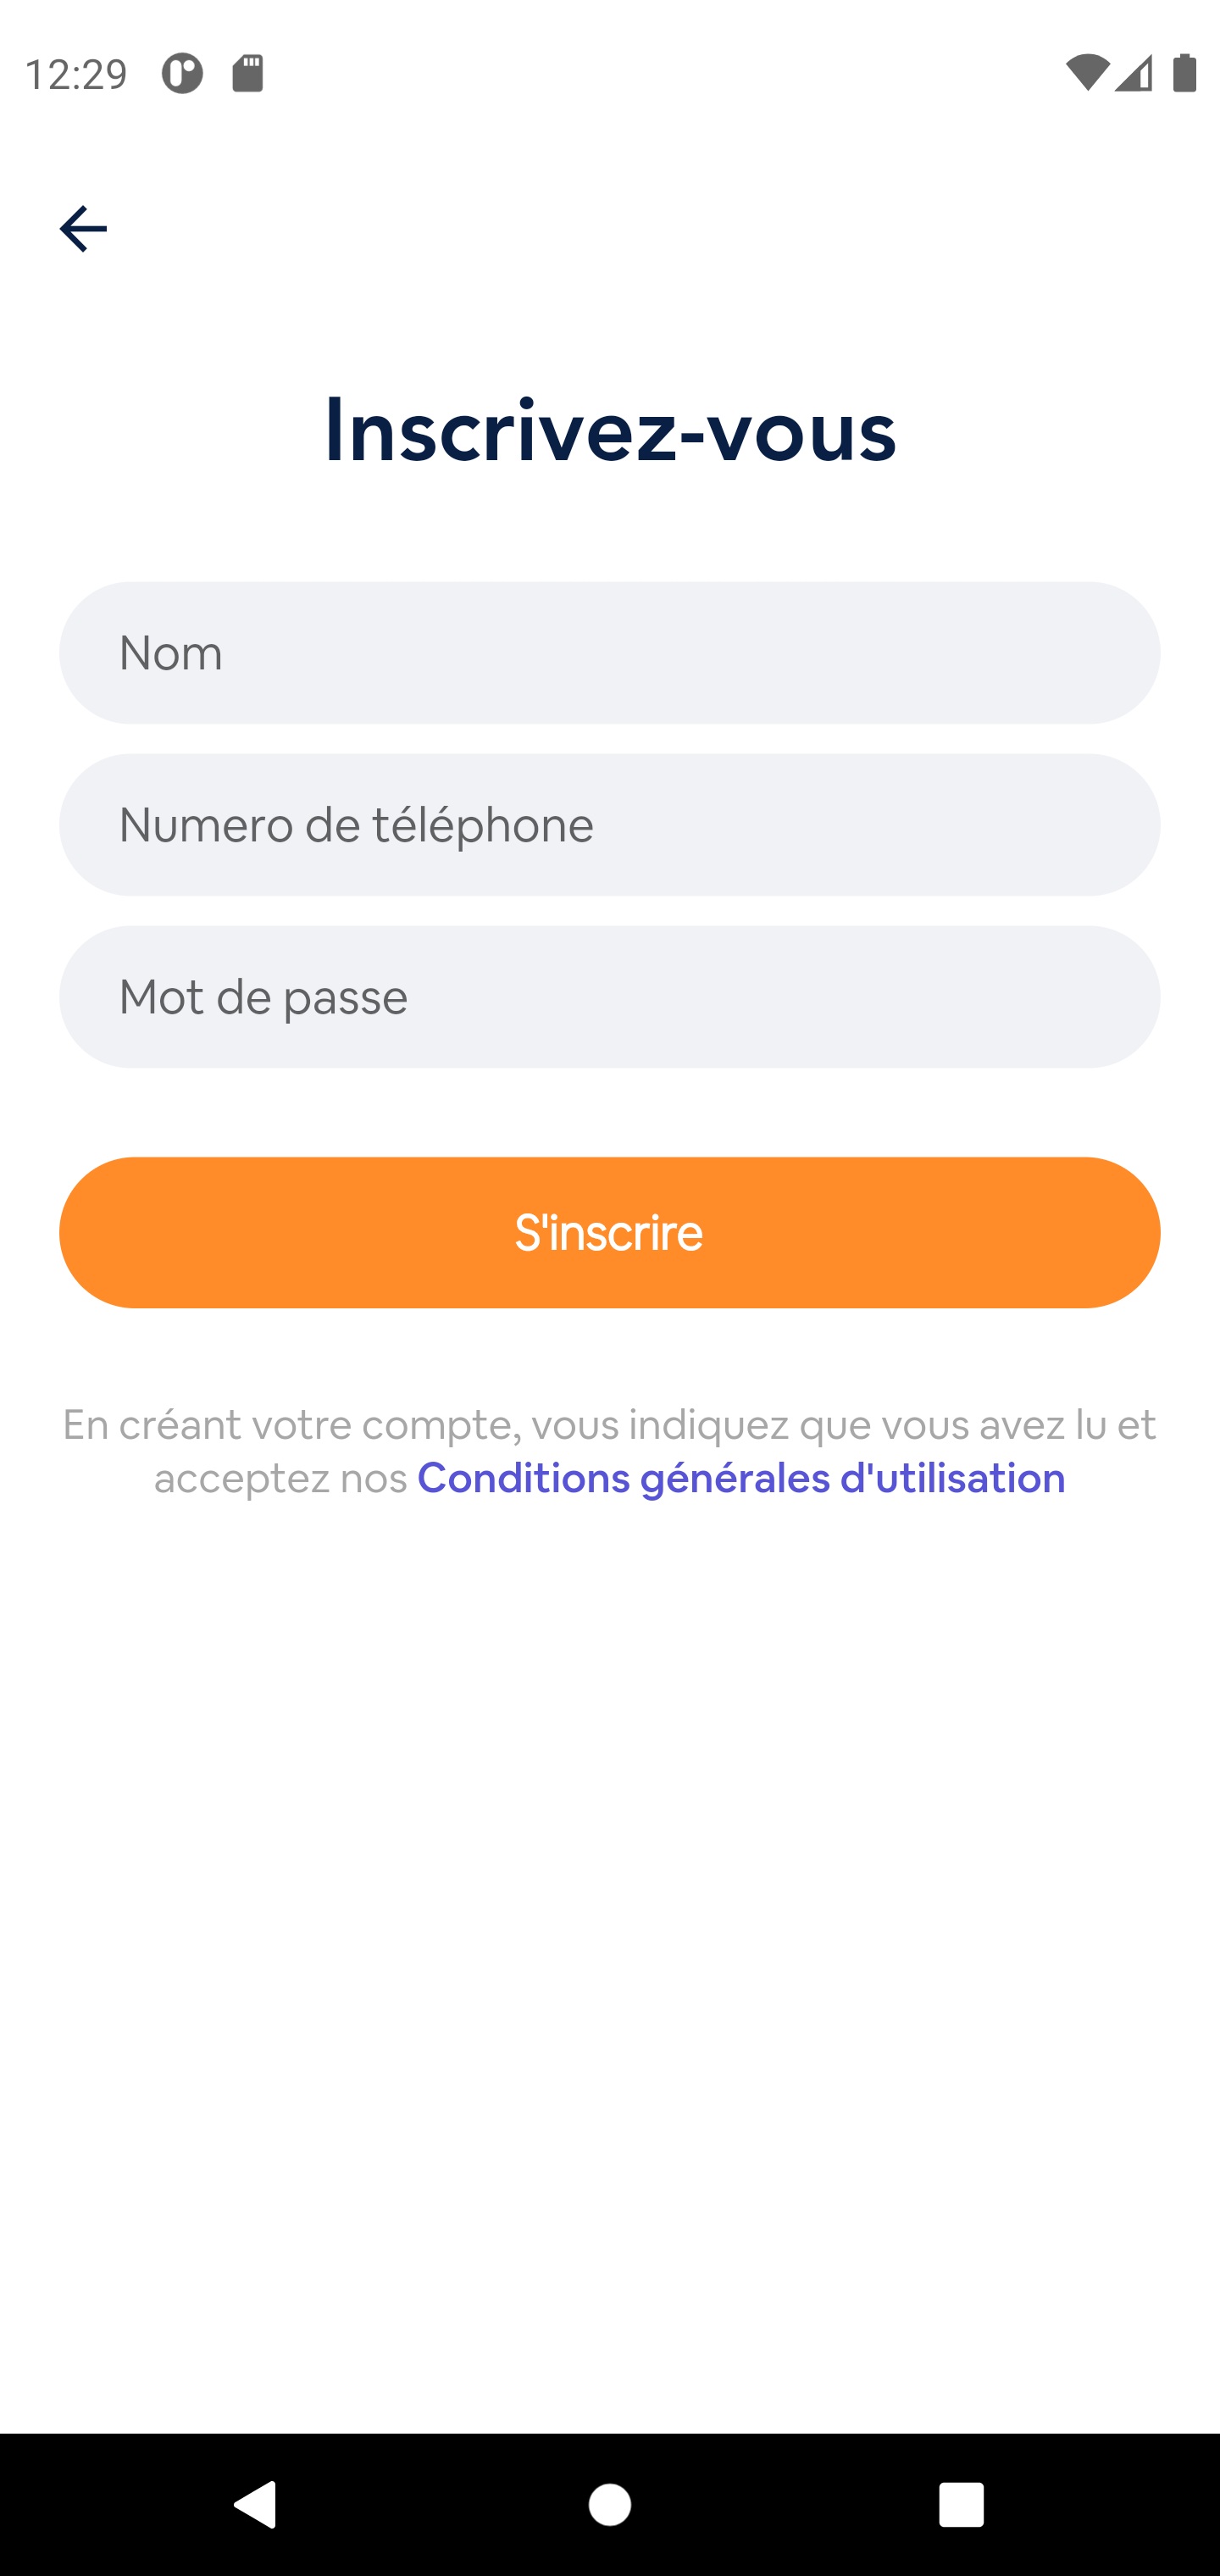 12:29
Inscrivez-vous
Nom
Numero de téléphone
Mot de passe
S'inscrire
En créant votre compte, vous indiquez que vous avez lu et
acceptez nos Conditions générales d'utilisation